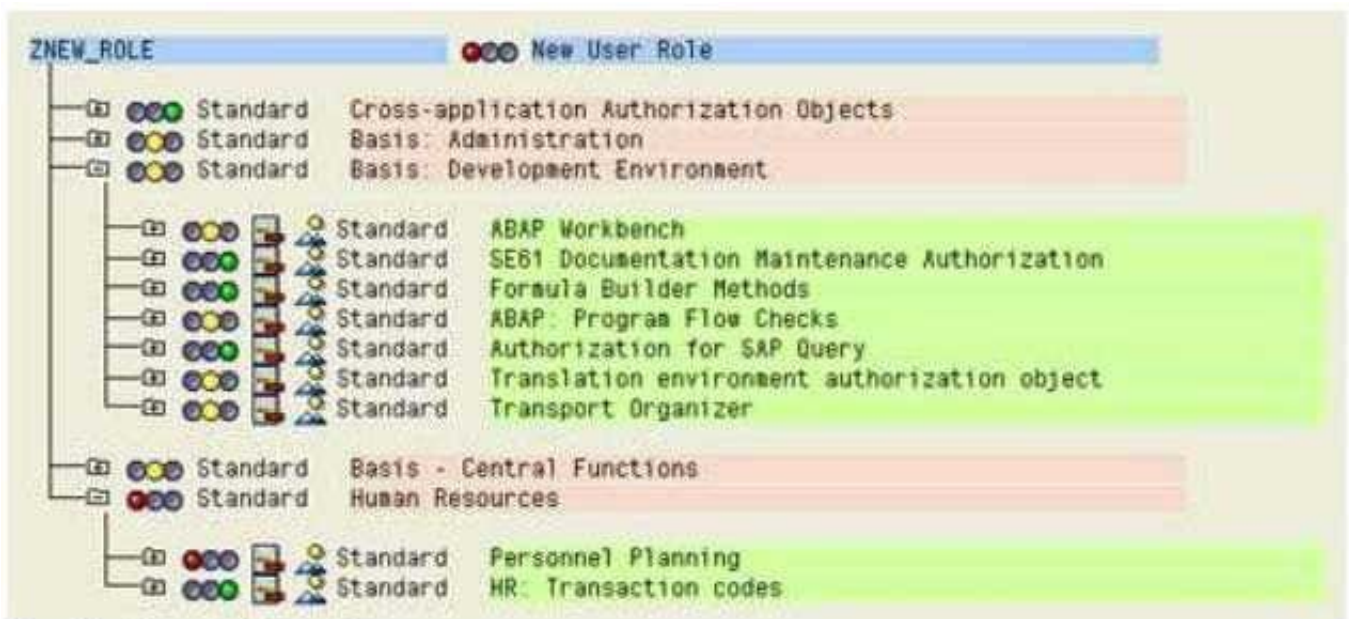 ZNEW_ROLE New User Role
Standard Cross-application Authorization Objects
Standard Basis: Administration
Standard Basis: Development Environment
Standard ABAP Workbench
Standard SE61 Documentation Maintenance Authorization
Standard Formula Builder Methods
Standard ABAP: Program Flow Checks
Standard Authorization for SAP Query
Standard Translation environment authorization object
Standard Transport Organizer
Standard Basis - Central Functions
Standard Human Resources
Standard Personnel Planning
Standard HR: Transaction codes